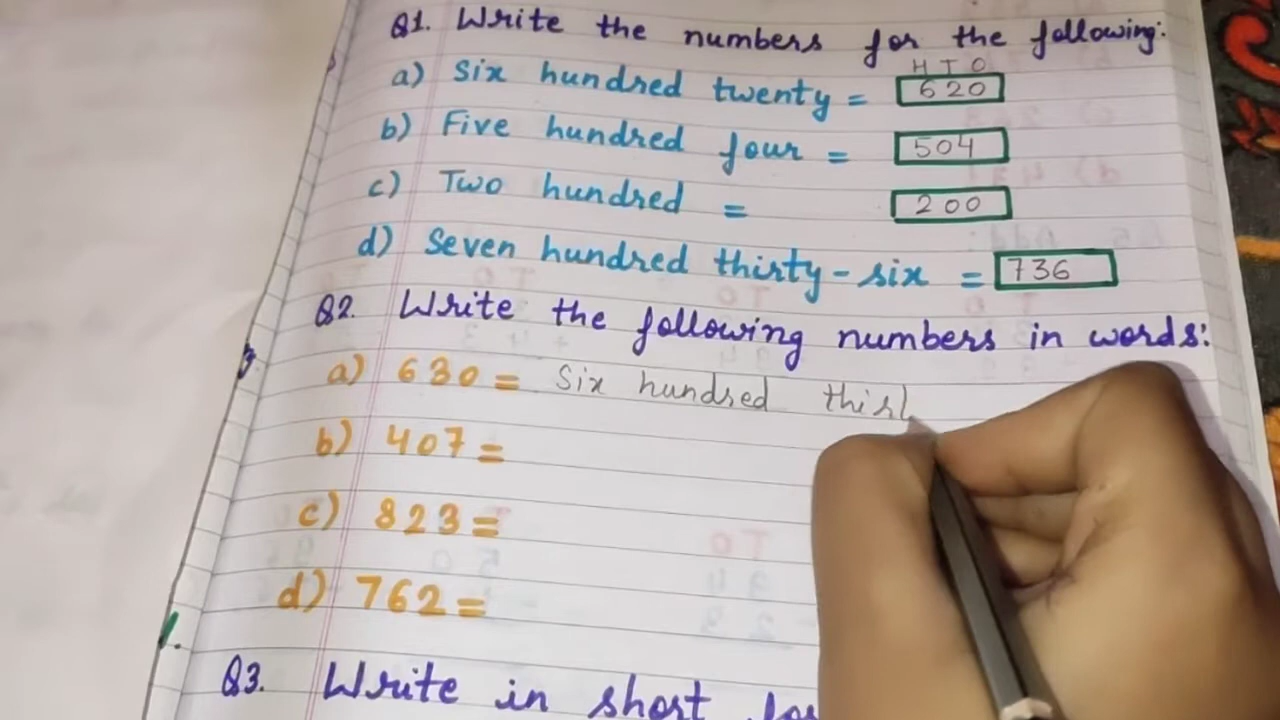 Q1. Write the numbers for the following:
H T O
a) Six hundred twenty = 620
b) Five hundred four = 504
c) Two hundred = 200
d) Seven hundred thirty-six = 736
Q2. Write the following numbers in words:
a) 630 = Six hundred thirt
b) 407 =
c) 823 =
d) 762 =
Q3. Write in short for